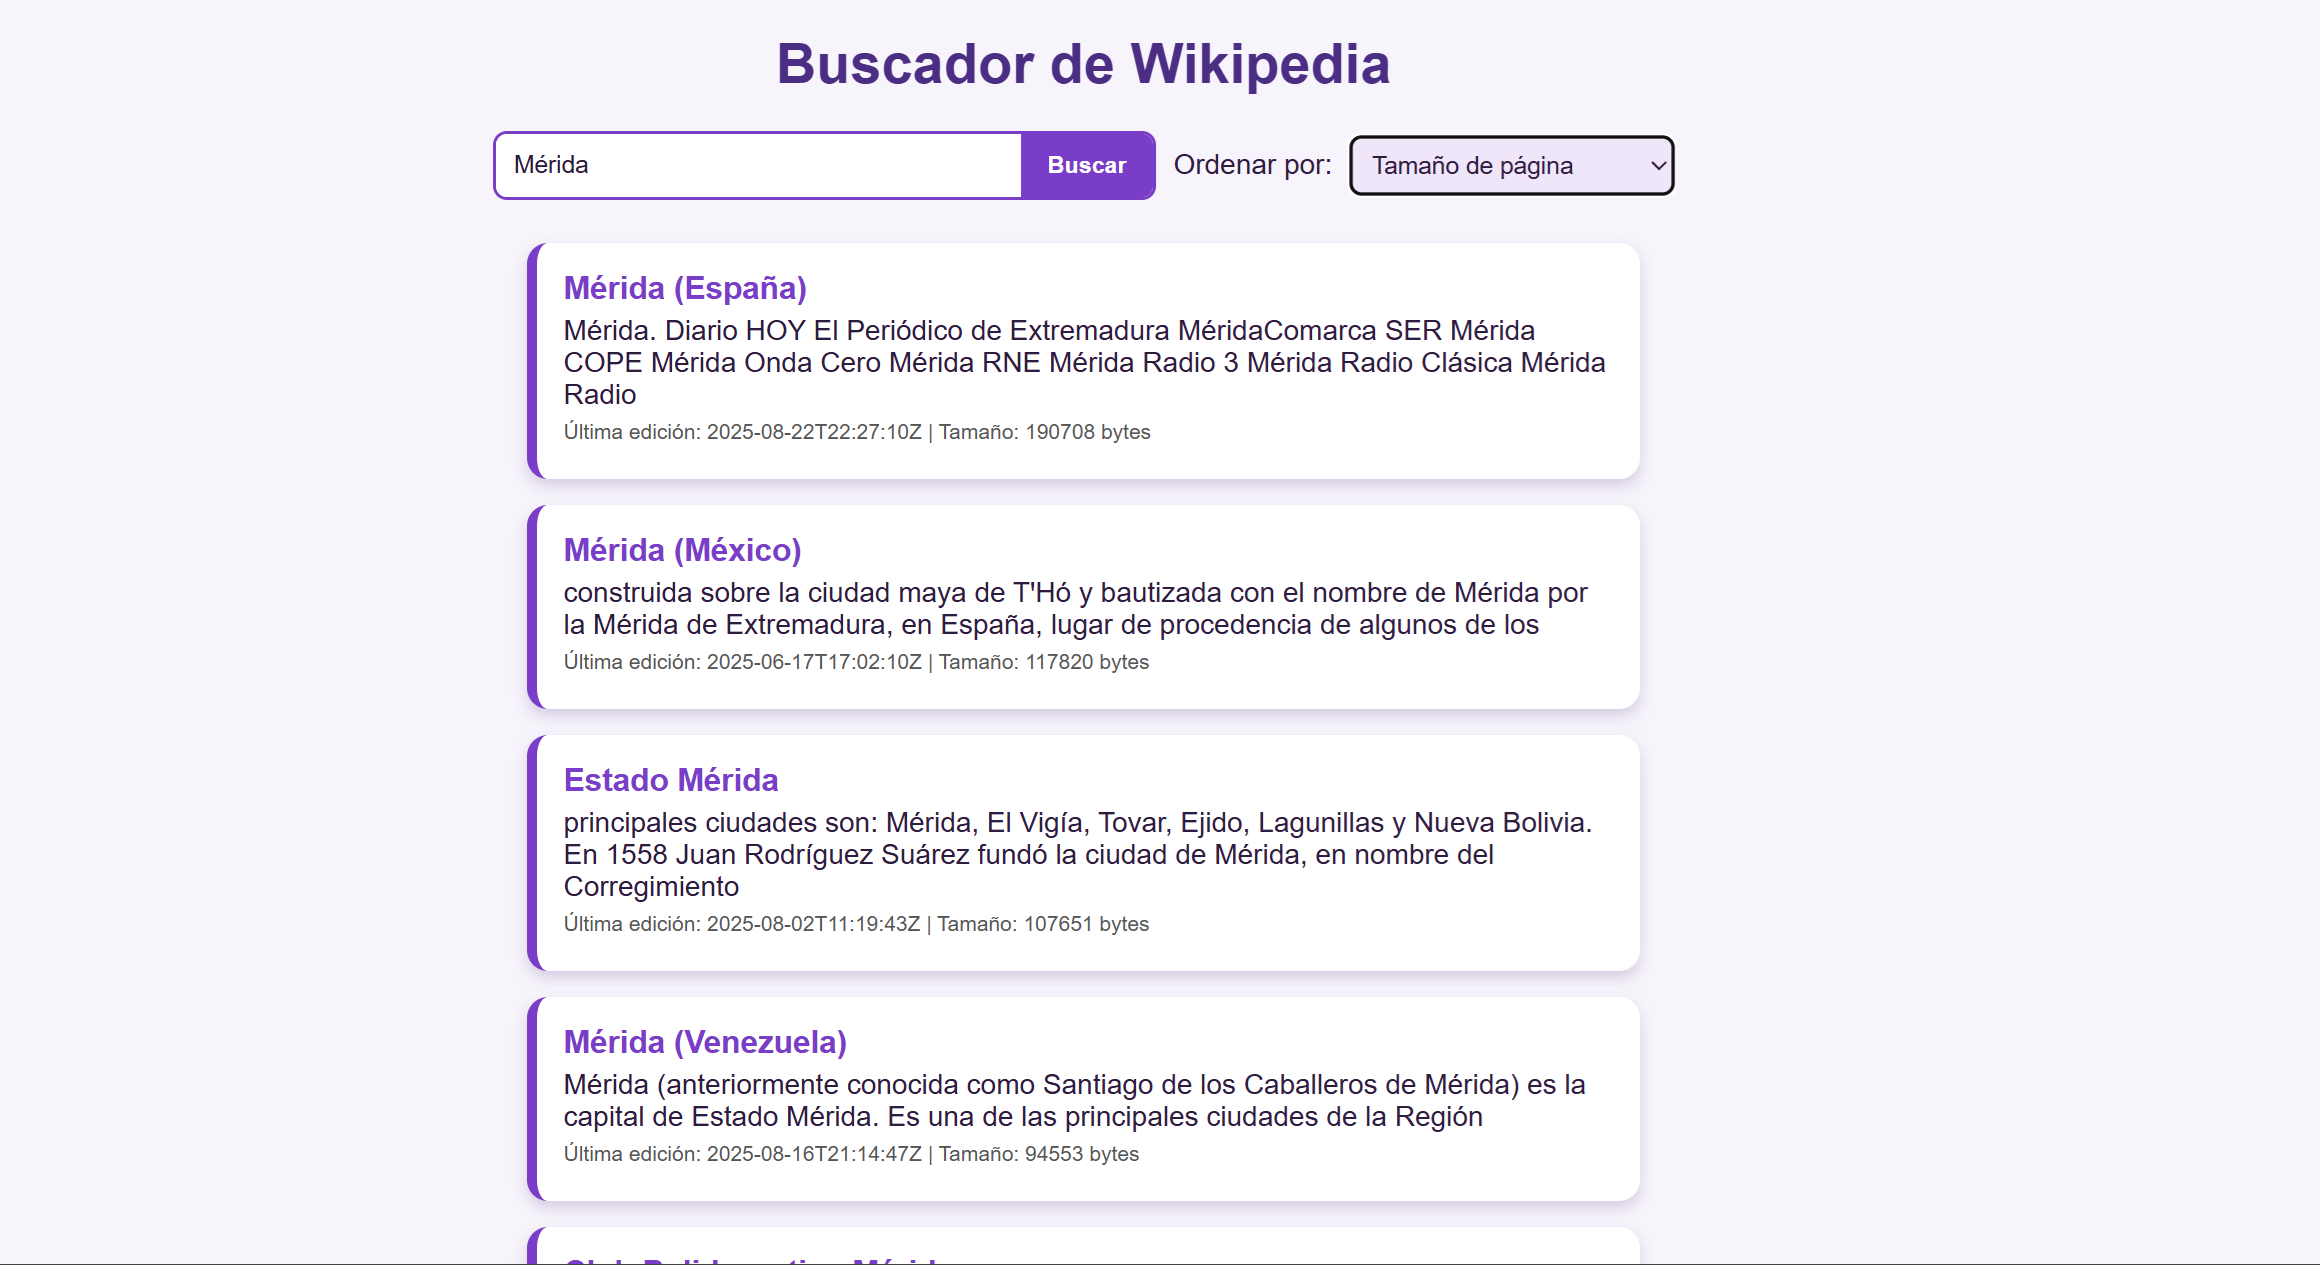 Buscador de Wikipedia
Mérida
Buscar
Ordenar por:
Tamaño de página
Mérida (España)
Mérida. Diario HOY El Periódico de Extremadura MéridaComarca SER Mérida
COPE Mérida Onda Cero Mérida RNE Mérida Radio 3 Mérida Radio Clásica Mérida
Radio
Última edición: 2025-08-22T22:27:10Z | Tamaño: 190708 bytes
Mérida (México)
construida sobre la ciudad maya de T'Hó y bautizada con el nombre de Mérida por
la Mérida de Extremadura, en España, lugar de procedencia de algunos de los
Última edición: 2025-06-17T17:02:10Z | Tamaño: 117820 bytes
Estado Mérida
principales ciudades son: Mérida, El Vigía, Tovar, Ejido, Lagunillas y Nueva Bolivia.
En 1558 Juan Rodríguez Suárez fundó la ciudad de Mérida, en nombre del
Corregimiento
Última edición: 2025-08-02T11:19:43Z | Tamaño: 107651 bytes
Mérida (Venezuela)
Mérida (anteriormente conocida como Santiago de los Caballeros de Mérida) es la
capital de Estado Mérida. Es una de las principales ciudades de la Región
Última edición: 2025-08-16T21:14:47Z | Tamaño: 94553 bytes